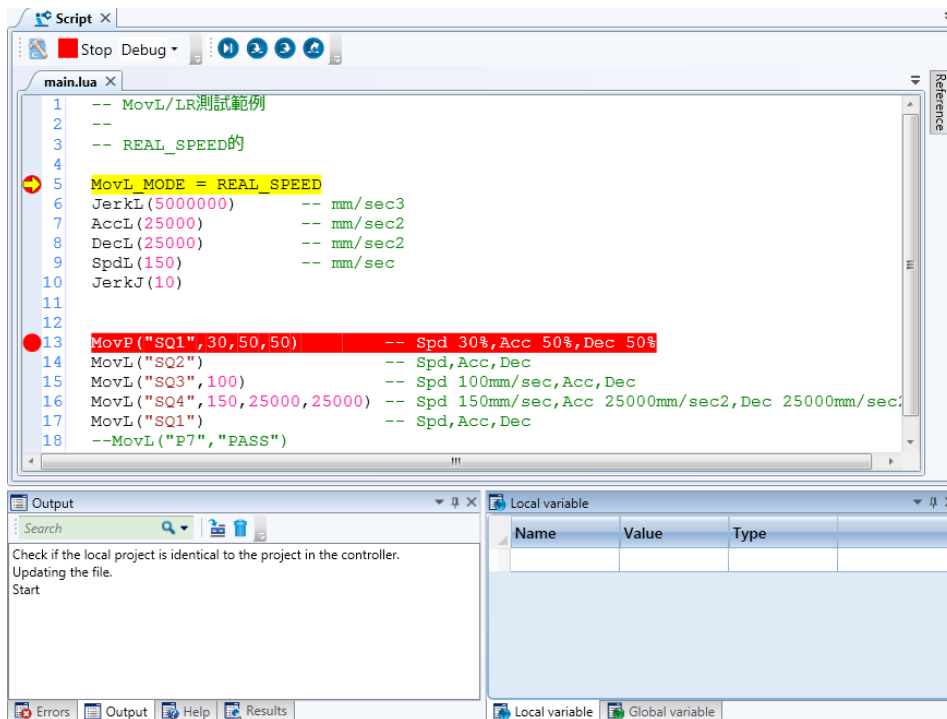 Script
Stop Debug
main.lua
Reference
1 -- MovL/LR測試範例
2 --
3 -- REAL_SPEED的
4
5 MovL_MODE = REAL_SPEED
6 JerkL(5000000) -- mm/sec3
7 AccL(25000) -- mm/sec2
8 DecL(25000) -- mm/sec2
9 SpdL(150) -- mm/sec
10 JerkJ(10)
11
12
13 MovP("SQ1",30,50,50) -- Spd 30%,Acc 50%,Dec 50%
14 MovL("SQ2") -- Spd,Acc,Dec
15 MovL("SQ3",100) -- Spd 100mm/sec,Acc,Dec
16 MovL("SQ4",150,25000,25000) -- Spd 150mm/sec,Acc 25000mm/sec2,Dec 25000mm/sec2
17 MovL("SQ1") -- Spd,Acc,Dec
18 --MovL("P7","PASS")
Output
Search
Check if the local project is identical to the project in the controller.
Updating the file.
Start
Errors Output Help Results
Local variable
Name Value Type
Local variable Global variable